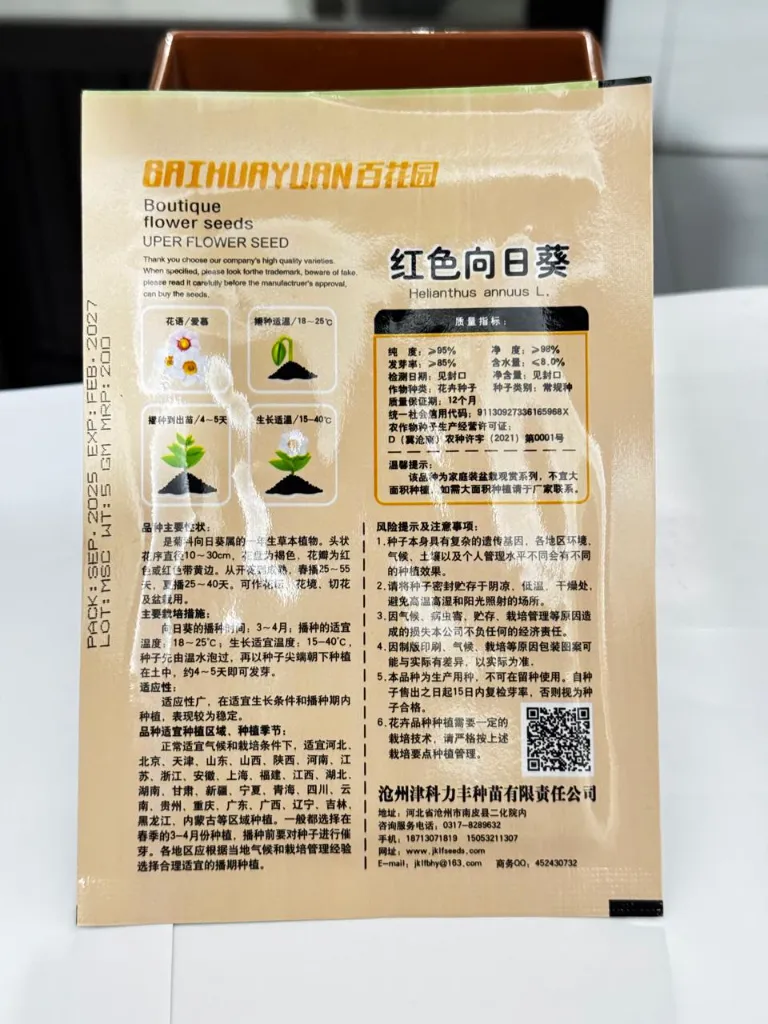 BAIHUAYUAN百花园
Boutique
flower seeds
UPER FLOWER SEED
Thank you choose our company's high quality varieties.
When specified, please look forthe trademark, beware of fake.
please read it carefully before the manufactruer's approval,
can buy the seeds.
红色向日葵
Helianthus annuus L.
花语/爱慕
播种适温/18~25℃
播种到出苗/4~5天
生长适温/15-40℃
质量指标:
纯 度: ≥95% 净 度: ≥98%
发芽率: ≥85% 含水量: ≤8.0%
检测日期: 见封口 净含量: 见封口
作物种类: 花卉种子 种子类别: 常规种
质量保证期: 12个月
统一社会信用代码: 91130927336165968X
农作物种子生产经营许可证:
D(冀沧南)农种许字(2021)第0001号
温馨提示:
该品种为家庭装盆栽观赏系列，不宜大
面积种植，如需大面积种植请于厂家联系。
PACK: SEP. 2025 EXP: FEB. 2027
LOT: MSC WT: 5 GM MRP: 200
品种主要性状:
是菊科向日葵属的一年生草本植物。头状
花序直径10~30cm，花盘为褐色，花瓣为红
色或红色带黄边。从开花到成熟，春播25~55
天，夏播25~40天。可作花坛、花境、切花
及盆栽用。
主要栽培措施:
向日葵的播种时间: 3~4月; 播种的适宜
温度: 18~25℃; 生长适宜温度: 15-40℃,
种子先由温水泡过，再以种子尖端朝下种植
在土中，约4~5天即可发芽。
适应性:
适应性广，在适宜生长条件和播种期内
种植，表现较为稳定。
品种适宜种植区域、种植季节:
正常适宜气候和栽培条件下，适宜河北、
北京、天津、山东、山西、陕西、河南、江
苏、浙江、安徽、上海、福建、江西、湖北、
湖南、甘肃、新疆、宁夏、青海、四川、云
南、贵州、重庆、广东、广西、辽宁、吉林、
黑龙江、内蒙古等区域种植。一般都选择在
春季的3-4月份种植，播种前要对种子进行催
芽。各地区应根据当地气候和栽培管理经验
选择合理适宜的播期种植。
风险提示及注意事项:
1.种子本身具有复杂的遗传基因，各地区环境、
气候、土壤以及个人管理水平不同会有不同
的种植效果。
2.请将种子密封贮存于阴凉、低温、干燥处，
避免高温高湿和阳光照射的场所。
3.因气候、病虫害、贮存、栽培管理等原因造
成的损失本公司不负任何的经济责任。
4.因制版印刷、气候、栽培等原因包装图案可
能与实际有差异，以实际为准。
5.本品种为生产用种，不可在留种使用。自种
子售出之日起15日内复检芽率，否则视为种
子合格。
6.花卉品种种植需要一定的
栽培技术，请严格按上述
栽培要点种植管理。
沧州津科力丰种苗有限责任公司
地址: 河北省沧州市南皮县二化院内
咨询服务电话: 0317-8289632
手机: 18713071819 15053211307
网址: www.jklfseeds.com
E-mail: jklfbhy@163.com 商务QQ: 452430732